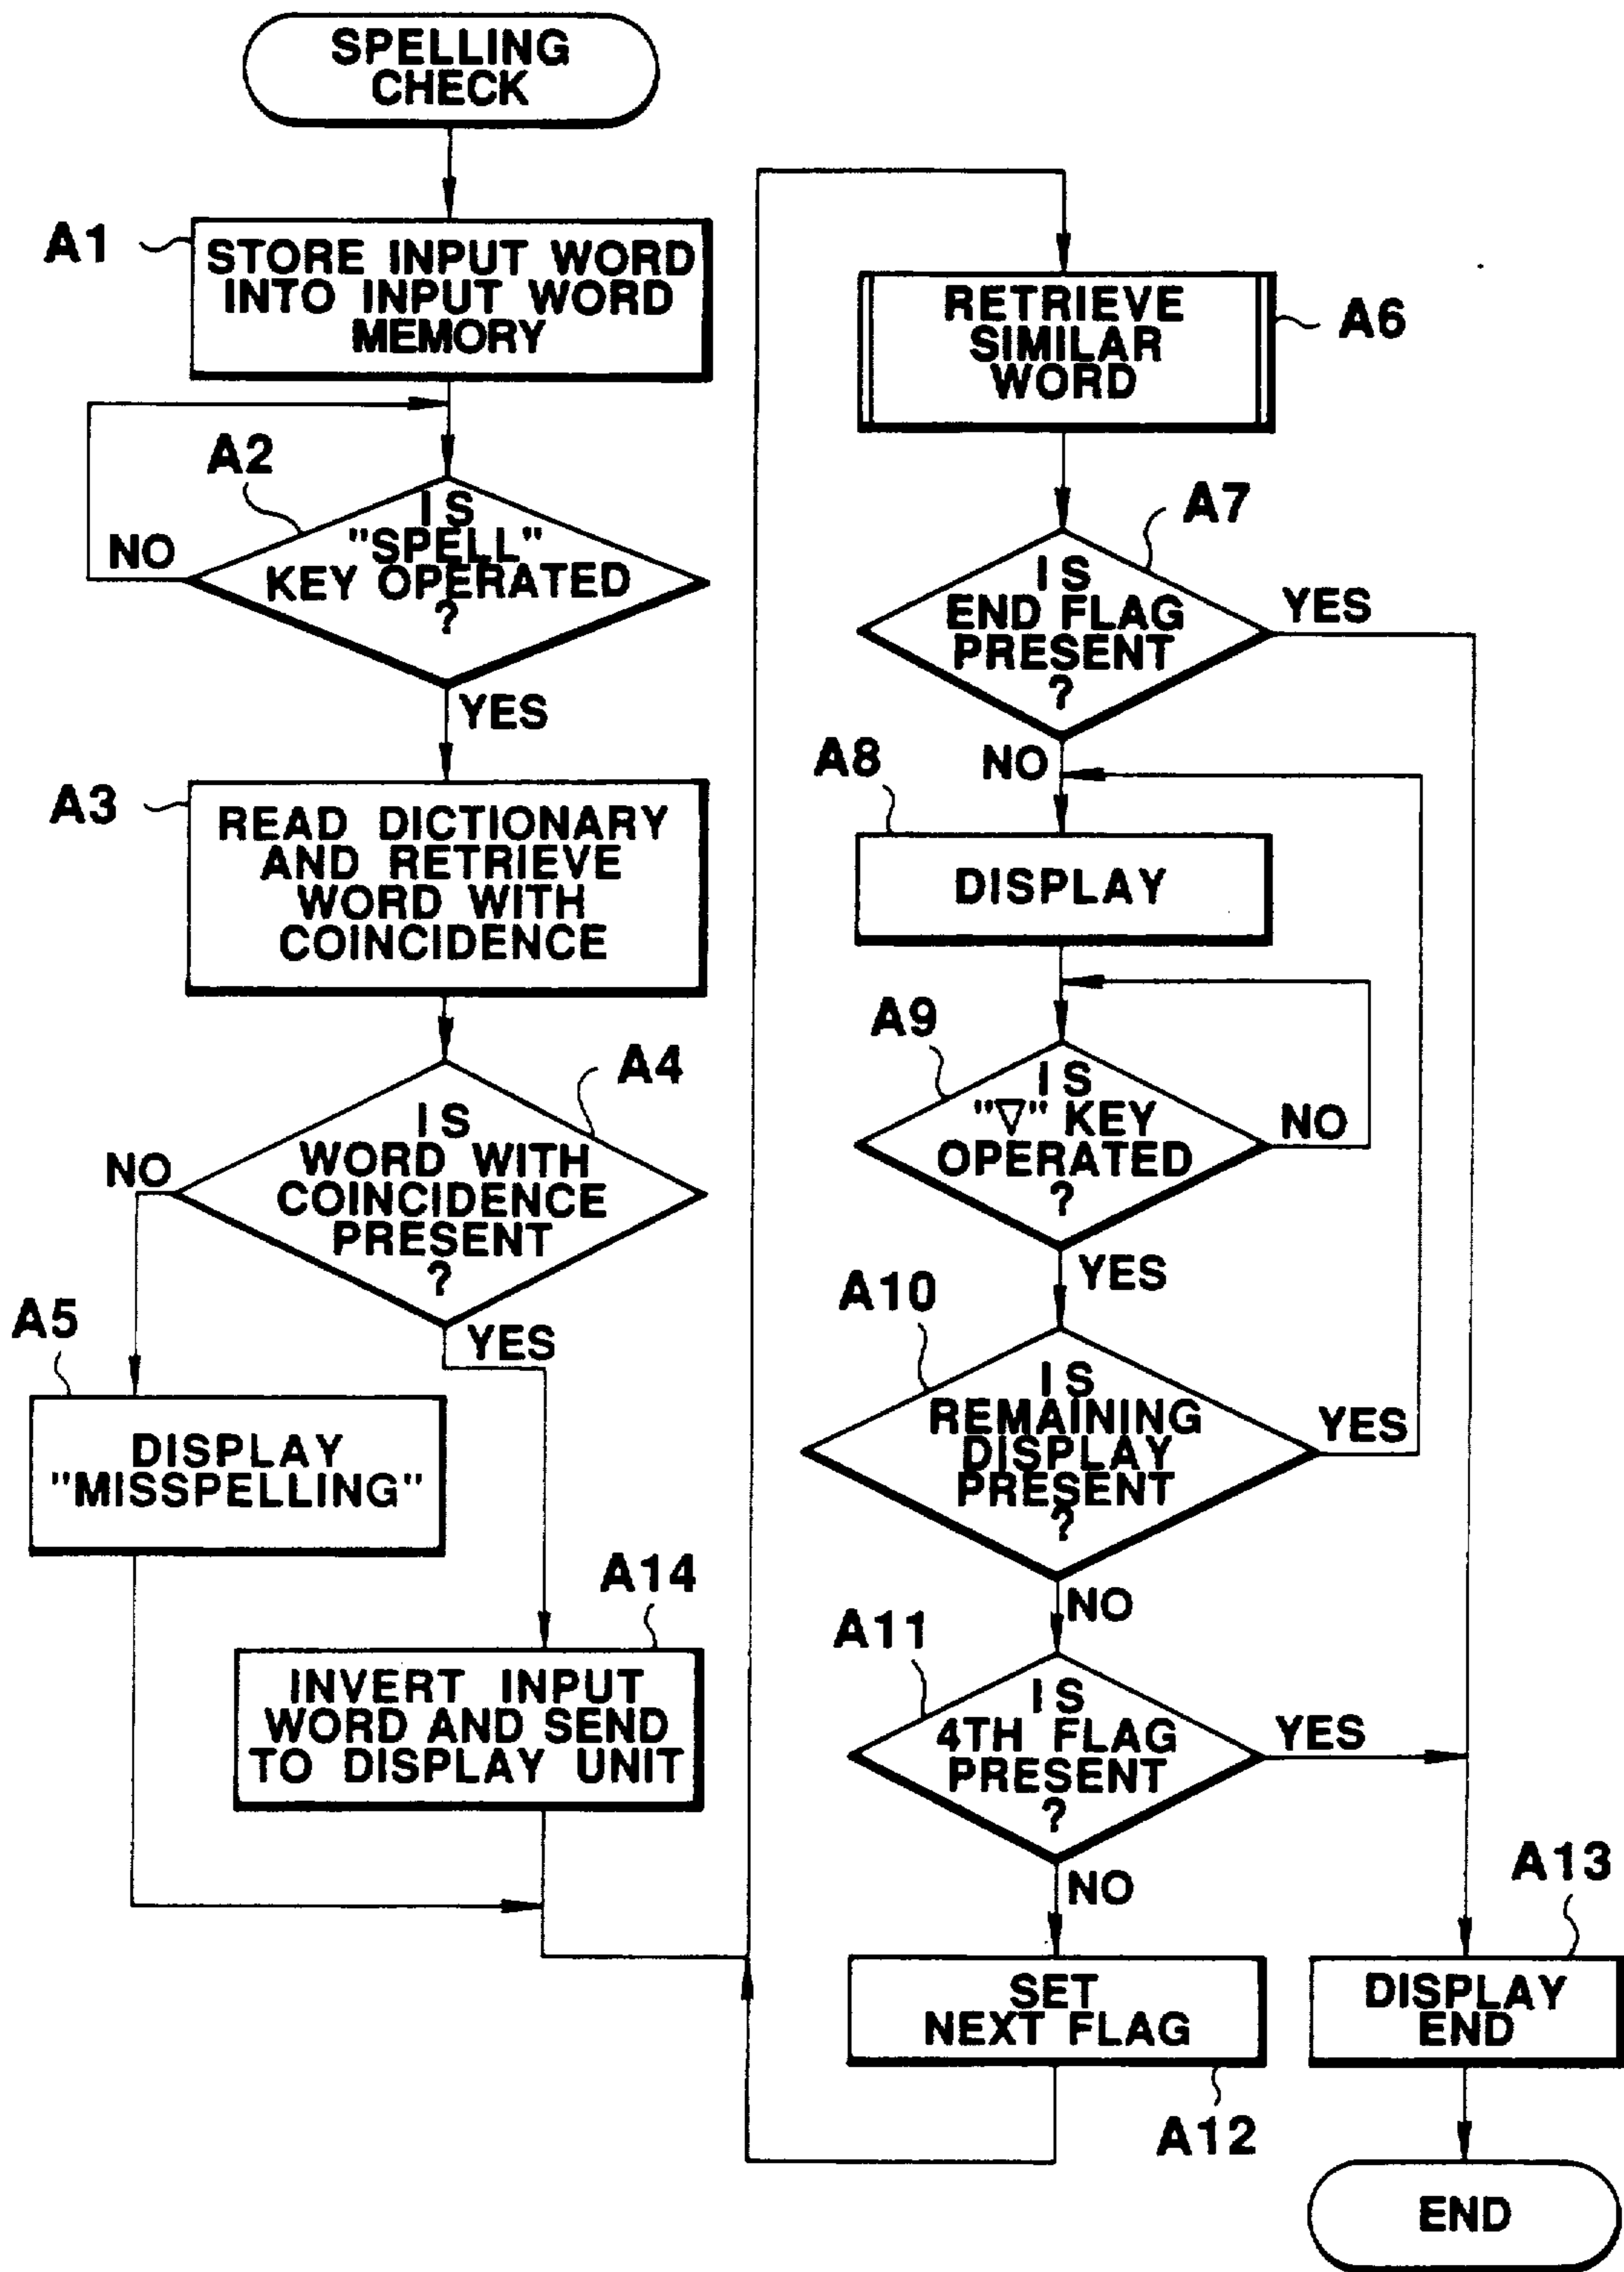 SPELLING
CHECK
A1
STORE INPUT WORD
INTO INPUT WORD
MEMORY
A2
IS
"SPELL"
KEY OPERATED
?
NO
YES
A3
READ DICTIONARY
AND RETRIEVE
WORD WITH
COINCIDENCE
A4
IS
WORD WITH
COINCIDENCE
PRESENT
?
NO
YES
A5
DISPLAY
"MISSPELLING"
A14
INVERT INPUT
WORD AND SEND
TO DISPLAY UNIT
RETRIEVE
SIMILAR
WORD
A6
A7
IS
END FLAG
PRESENT
?
YES
NO
A8
DISPLAY
A9
IS
"▽" KEY
OPERATED
?
NO
YES
A10
IS
REMAINING
DISPLAY
PRESENT
?
YES
NO
A11
IS
4TH FLAG
PRESENT
?
YES
NO
SET
NEXT FLAG
A12
A13
DISPLAY
END
END